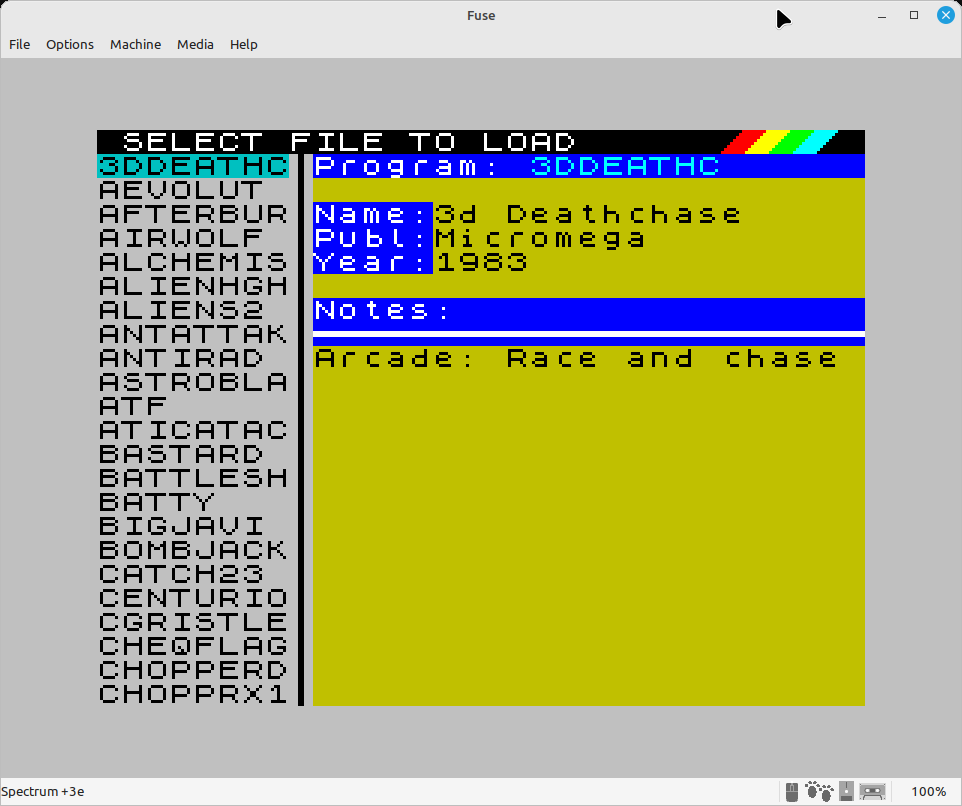 Fuse
File Options Machine Media Help
SELECT FILE TO LOAD
3DDEATHC
AEVOLUT
AFTERBUR
AIRWOLF
ALCHEMIS
ALIENHGH
ALIENS2
ANTATTAK
ANTIRAD
ASTROBLA
ATF
ATICATAC
BASTARD
BATTLESH
BATTY
BIGJAVI
BOMBJACK
CATCH23
CENTURIO
CGRISTLE
CHEQFLAG
CHOPPERD
CHOPPRX1
Program: 3DDEATHC
Name:3d Deathchase
Publ:Micromega
Year:1983
Notes:
Arcade: Race and chase
Spectrum +3e
100%